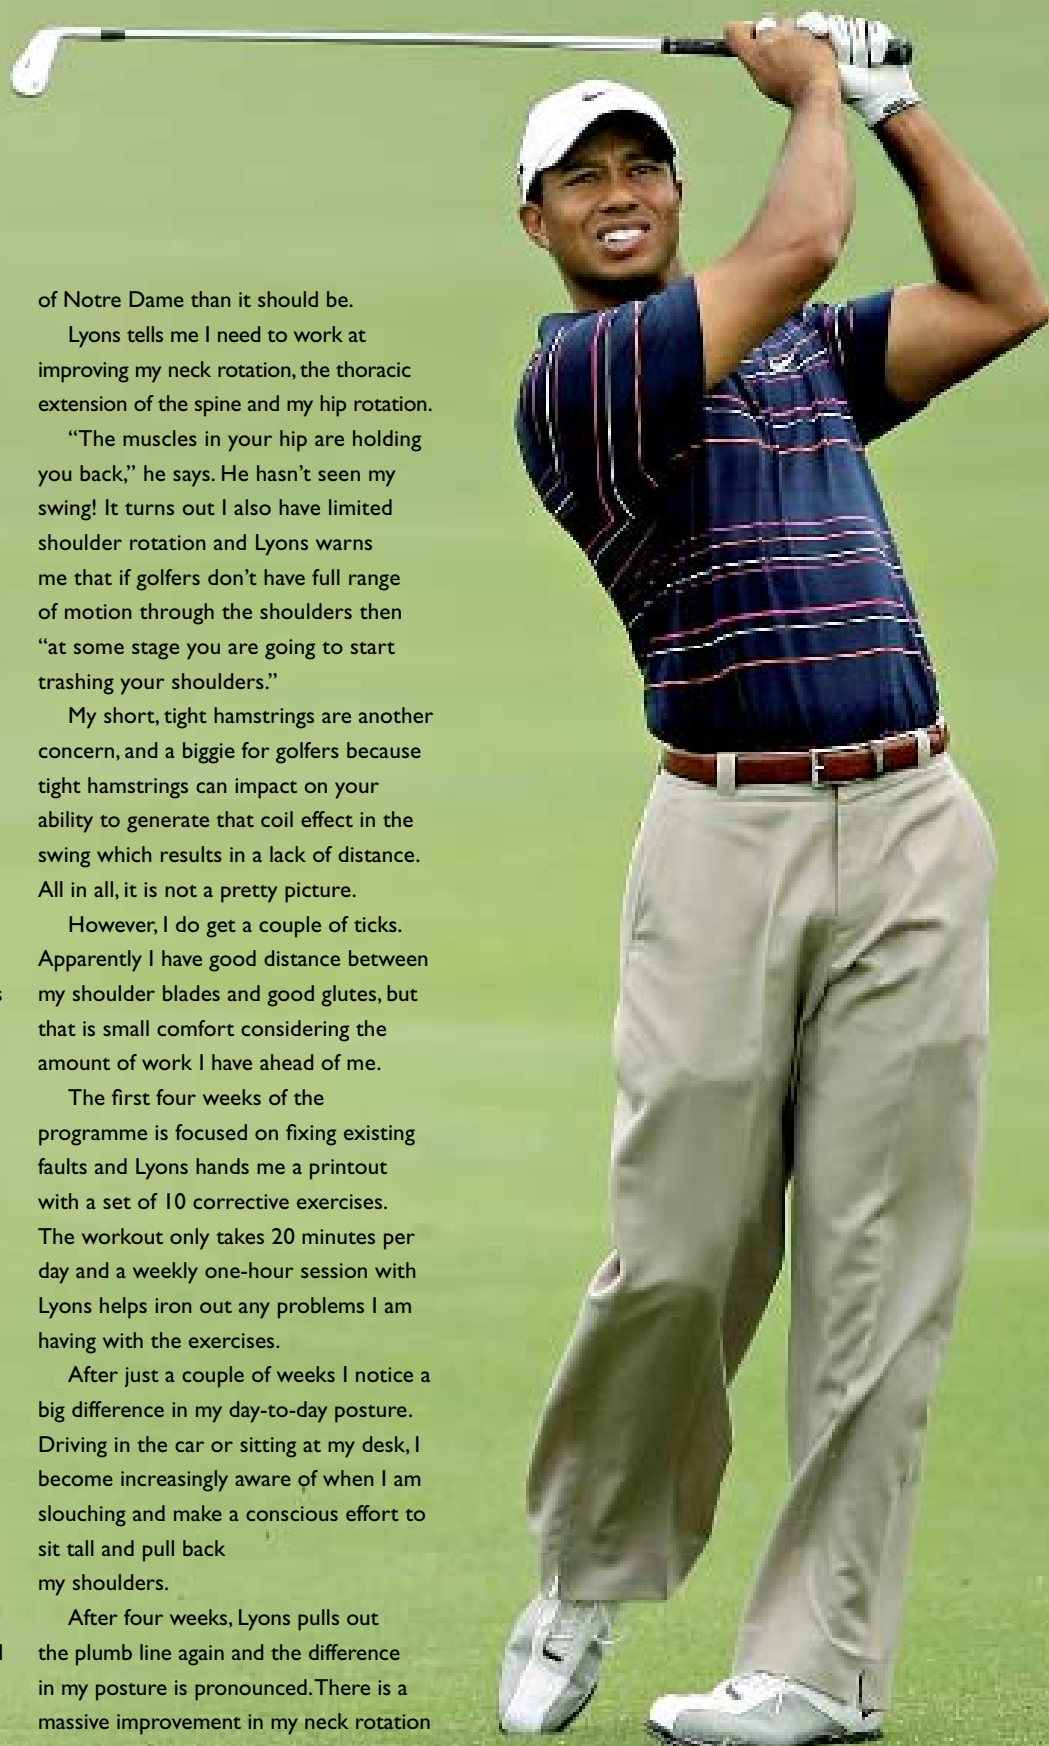 of Notre Dame than it should be.
Lyons tells me I need to work at
improving my neck rotation, the thoracic
extension of the spine and my hip rotation.
“The muscles in your hip are holding
you back,” he says. He hasn’t seen my
swing! It turns out I also have limited
shoulder rotation and Lyons warns
me that if golfers don’t have full range
of motion through the shoulders then
“at some stage you are going to start
trashing your shoulders.”
My short, tight hamstrings are another
concern, and a biggie for golfers because
tight hamstrings can impact on your
ability to generate that coil effect in the
swing which results in a lack of distance.
All in all, it is not a pretty picture.
However, I do get a couple of ticks.
Apparently I have good distance between
my shoulder blades and good glutes, but
that is small comfort considering the
amount of work I have ahead of me.
The first four weeks of the
programme is focused on fixing existing
faults and Lyons hands me a printout
with a set of 10 corrective exercises.
The workout only takes 20 minutes per
day and a weekly one-hour session with
Lyons helps iron out any problems I am
having with the exercises.
After just a couple of weeks I notice a
big difference in my day-to-day posture.
Driving in the car or sitting at my desk, I
become increasingly aware of when I am
slouching and make a conscious effort to
sit tall and pull back
my shoulders.
After four weeks, Lyons pulls out
the plumb line again and the difference
in my posture is pronounced. There is a
massive improvement in my neck rotation